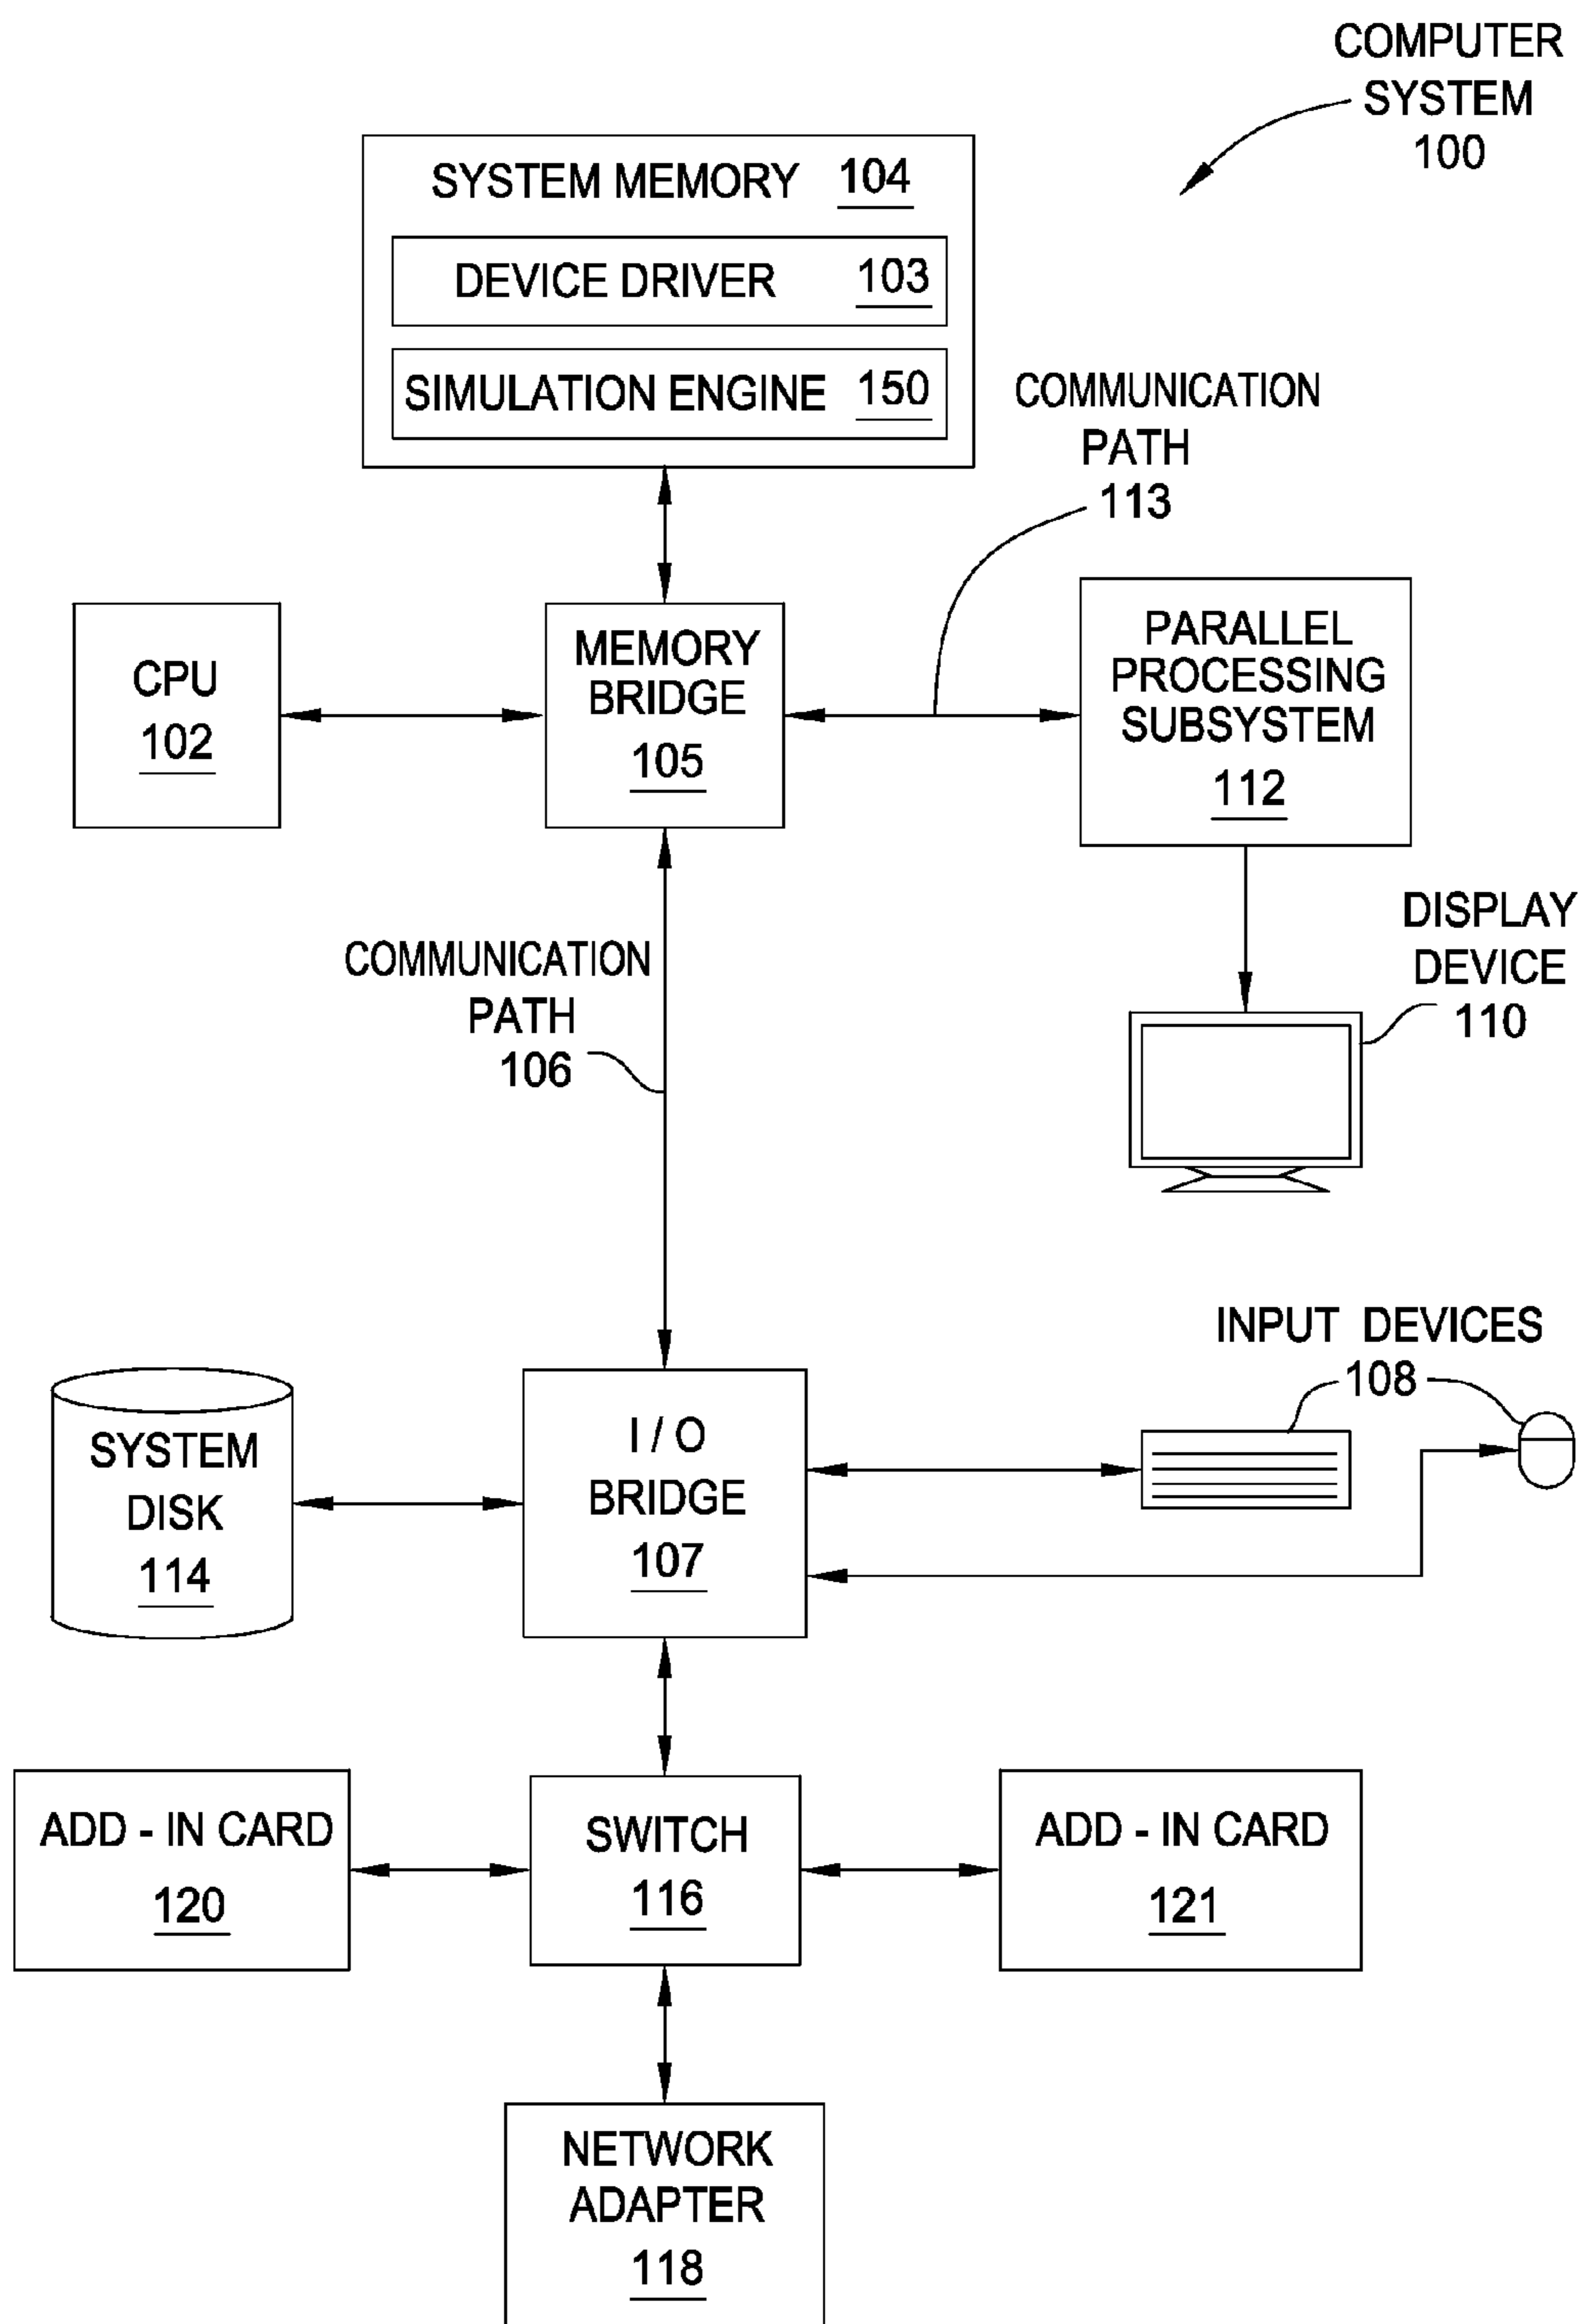 COMPUTER
SYSTEM
100
SYSTEM MEMORY 104
DEVICE DRIVER 103
SIMULATION ENGINE 150
COMMUNICATION
PATH
113
CPU
102
MEMORY
BRIDGE
105
PARALLEL
PROCESSING
SUBSYSTEM
112
COMMUNICATION
PATH
106
DISPLAY
DEVICE
110
INPUT DEVICES
108
SYSTEM
DISK
114
I / O
BRIDGE
107
ADD - IN CARD
120
SWITCH
116
ADD - IN CARD
121
NETWORK
ADAPTER
118